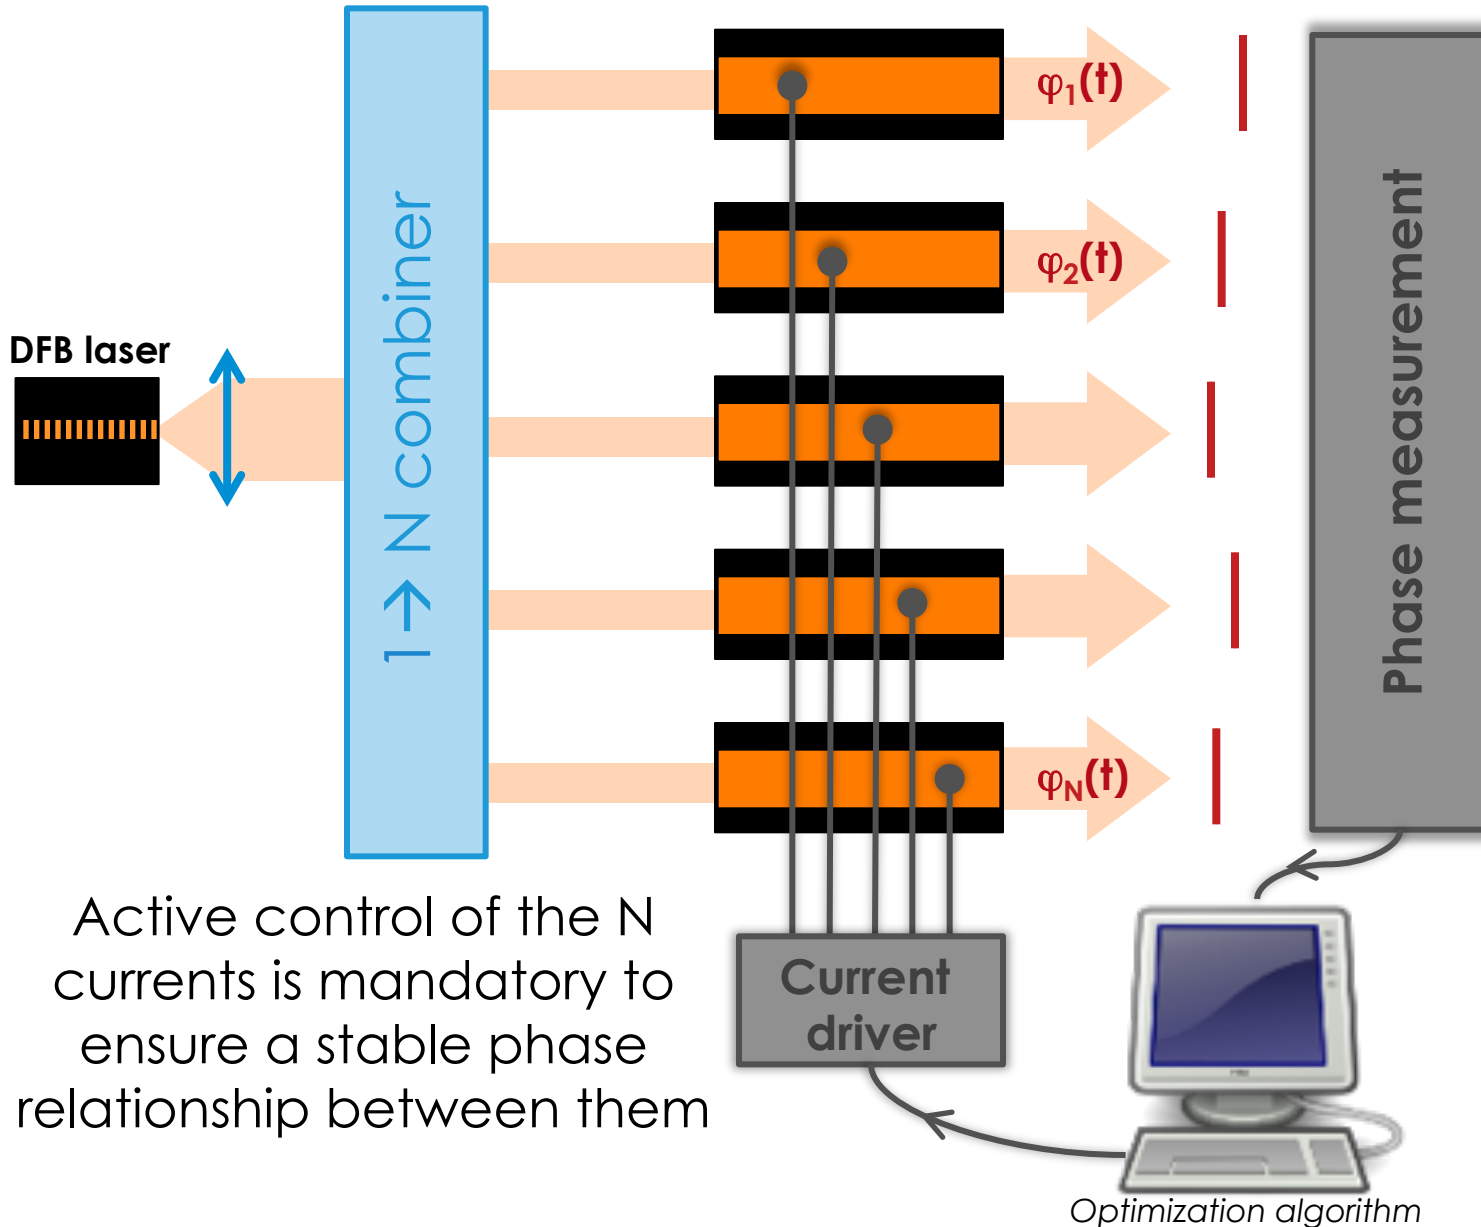 DFB laser
1→ N combiner
φ1(t)
φ2(t)
φN(t)
Phase measurement
Current
driver
Active control of the N
currents is mandatory to
ensure a stable phase
relationship between them
Optimization algorithm